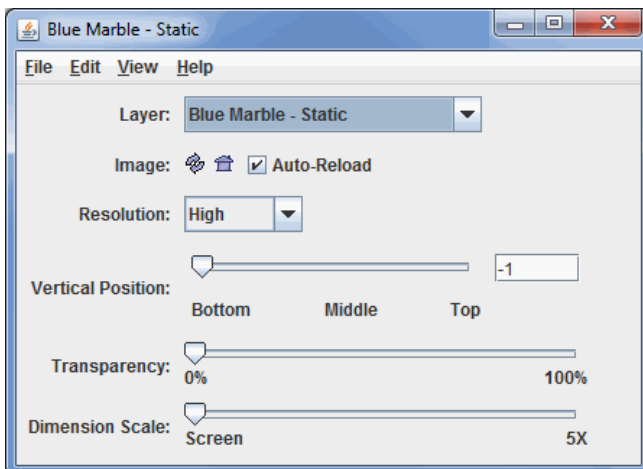 Blue Marble - Static
File Edit View Help
Layer: Blue Marble - Static
Image: Auto-Reload
Resolution: High
Vertical Position: -1
Bottom Middle Top
Transparency:
0% 100%
Dimension Scale:
Screen 5X